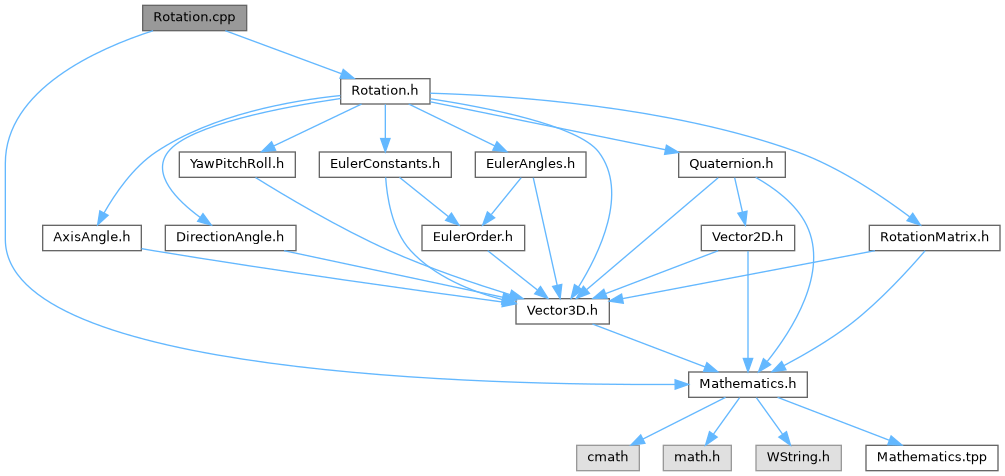 Rotation.cpp
Rotation.h
YawPitchRoll.h
EulerConstants.h
EulerAngles.h
Quaternion.h
AxisAngle.h
DirectionAngle.h
EulerOrder.h
Vector2D.h
RotationMatrix.h
Vector3D.h
Mathematics.h
cmath
math.h
WString.h
Mathematics.tpp